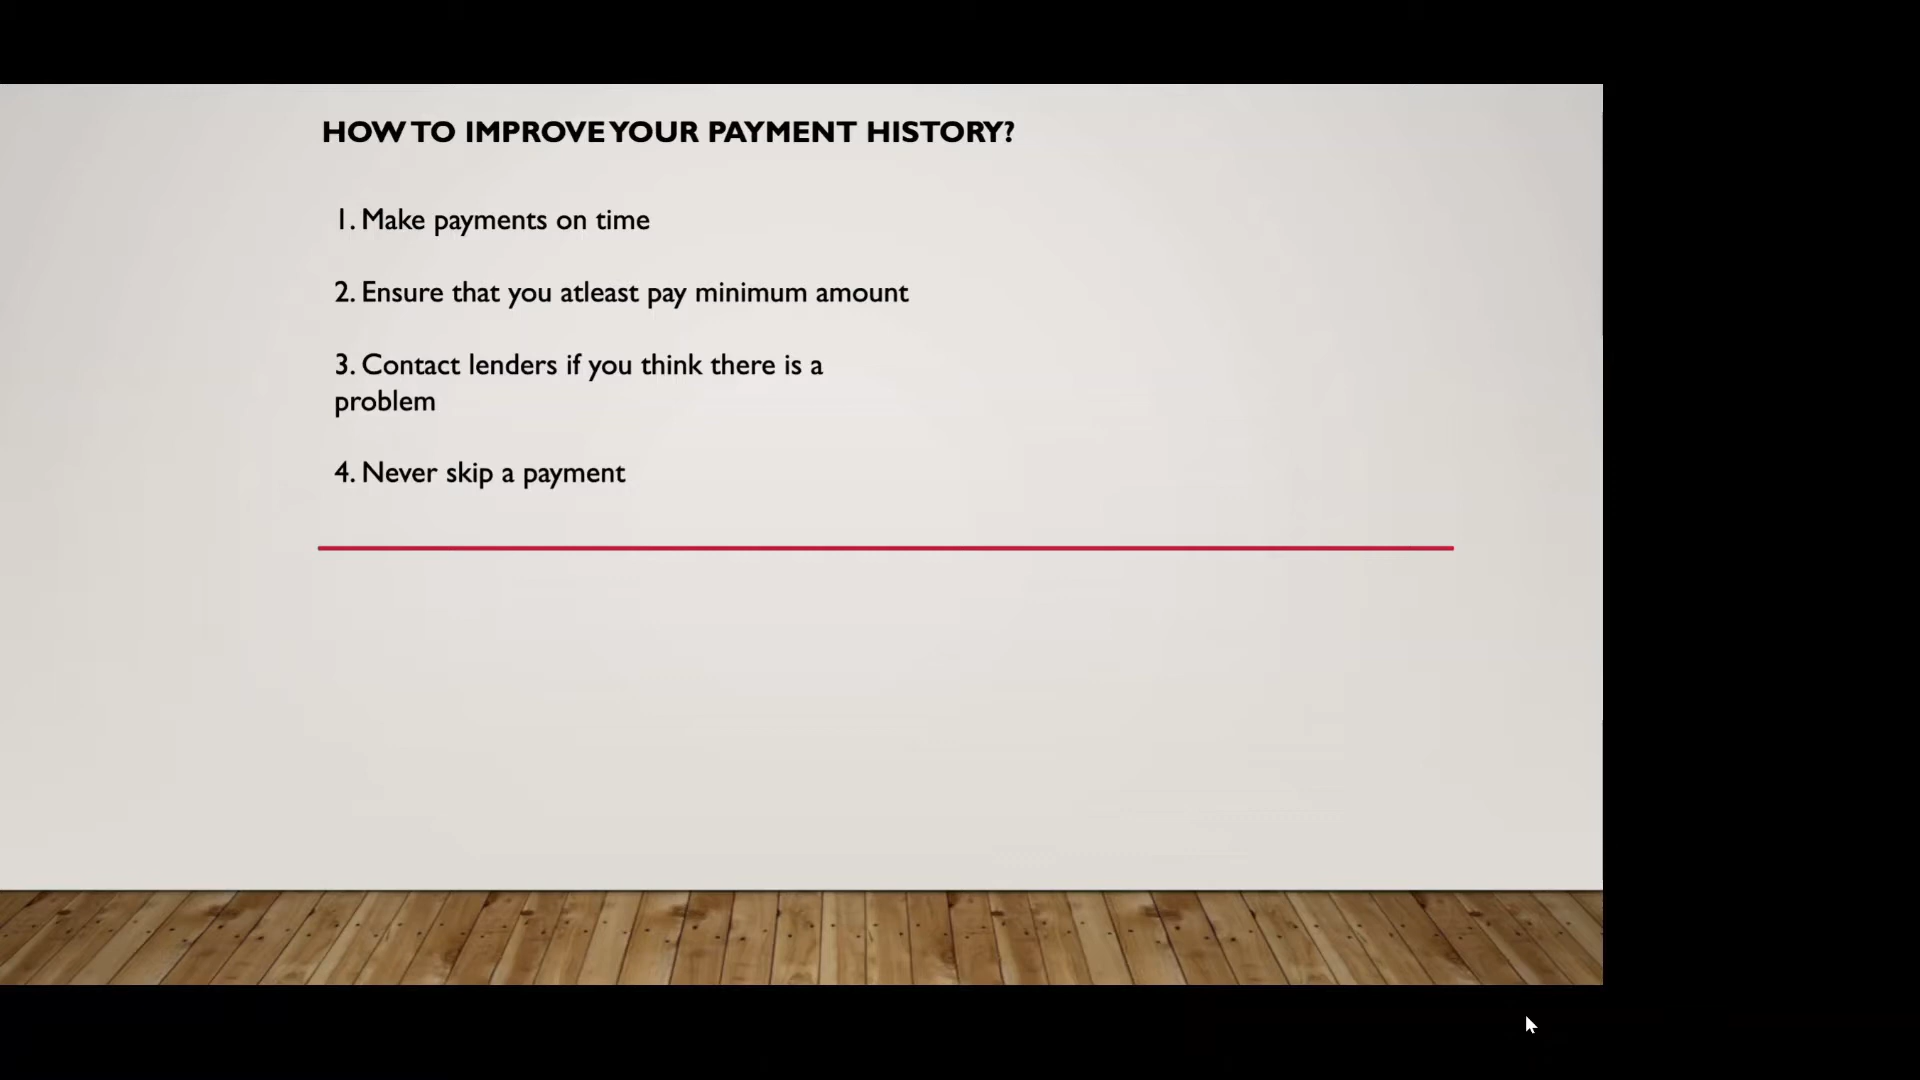 HOW TO IMPROVE YOUR PAYMENT HISTORY?
1. Make payments on time
2. Ensure that you atleast pay minimum amount
3. Contact lenders if you think there is a
problem
4. Never skip a payment